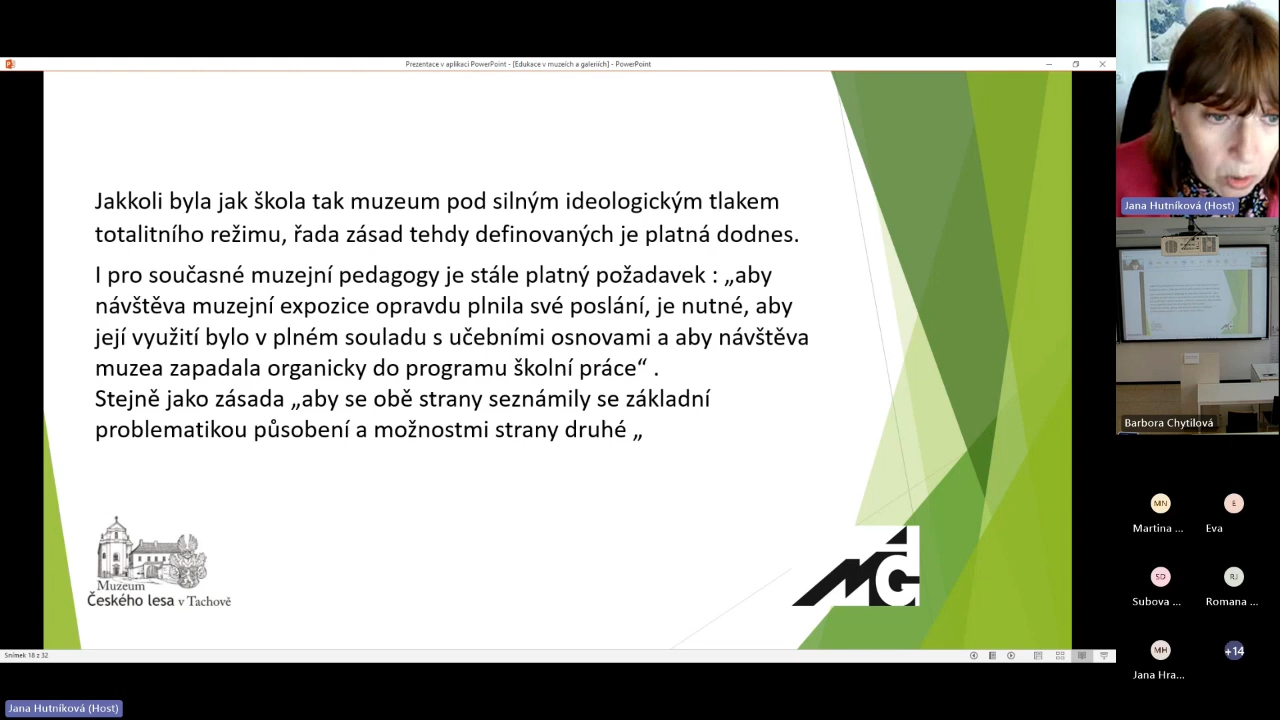 Prezentace v aplikaci PowerPoint - [Edukace v muzeích a galeriích] - PowerPoint
Jakkoli byla jak škola tak muzeum pod silným ideologickým tlakem
totalitního režimu, řada zásad tehdy definovaných je platná dodnes.
I pro současné muzejní pedagogy je stále platný požadavek : „aby
návštěva muzejní expozice opravdu plnila své poslání, je nutné, aby
její využití bylo v plném souladu s učebními osnovami a aby návštěva
muzea zapadala organicky do programu školní práce“ .
Stejně jako zásada „aby se obě strany seznámily se základní
problematikou působení a možnostmi strany druhé „
Muzeum
Českého lesa v Tachově
MG
Snímek 18 z 32
Jana Hutníková (Host)
Jana Hutníková (Host)
Barbora Chytilová
MN
E
Martina ...
Eva
SD
RJ
Subova ...
Romana ...
MH
+14
Jana Hra...